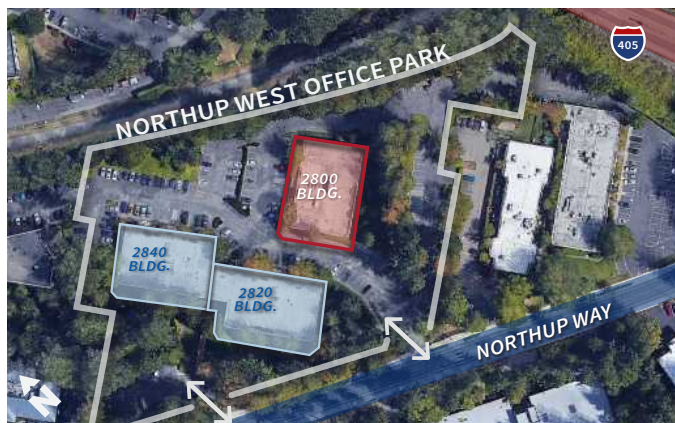 405
NORTHUP WEST OFFICE PARK
2800
BLDG.
2840
BLDG.
2820
BLDG.
NORTHUP WAY
N